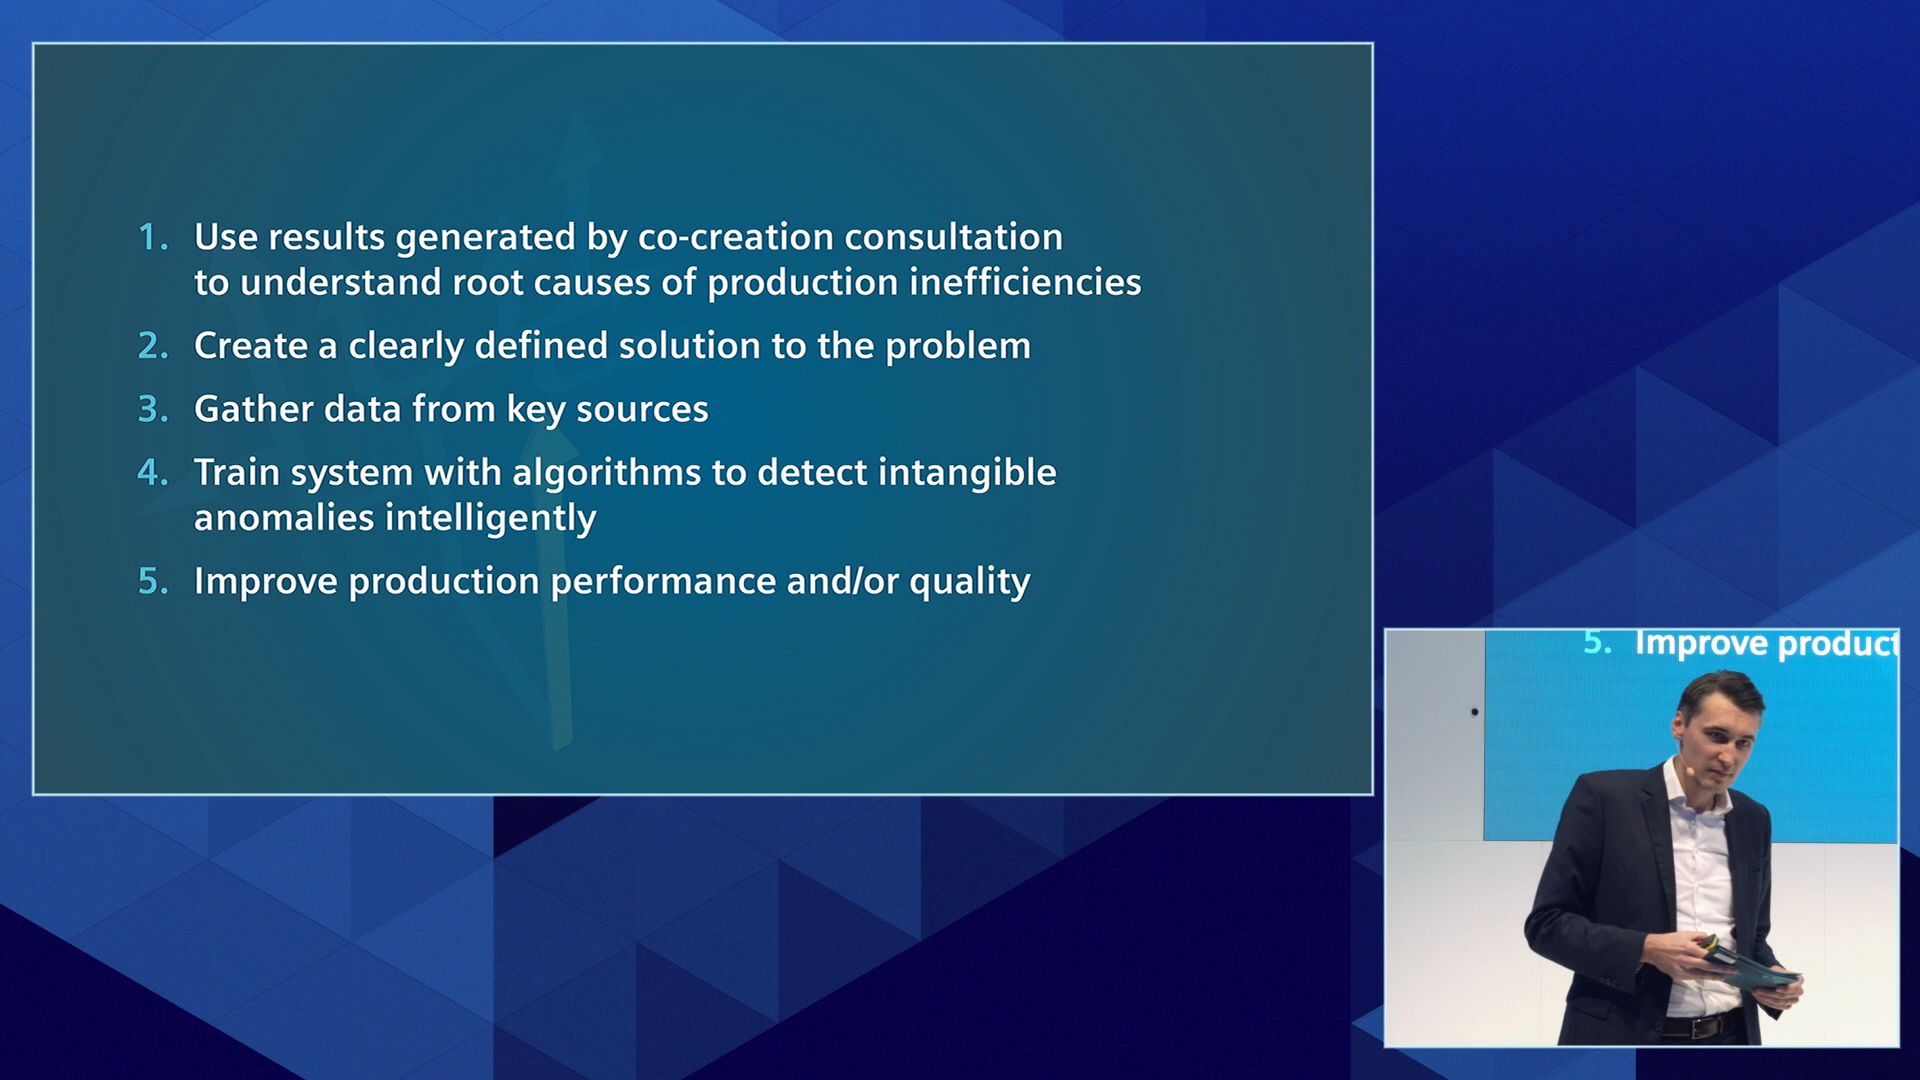 1. Use results generated by co-creation consultation
to understand root causes of production inefficiencies
2. Create a clearly defined solution to the problem
3. Gather data from key sources
4. Train system with algorithms to detect intangible
anomalies intelligently
5. Improve production performance and/or quality
5. Improve product